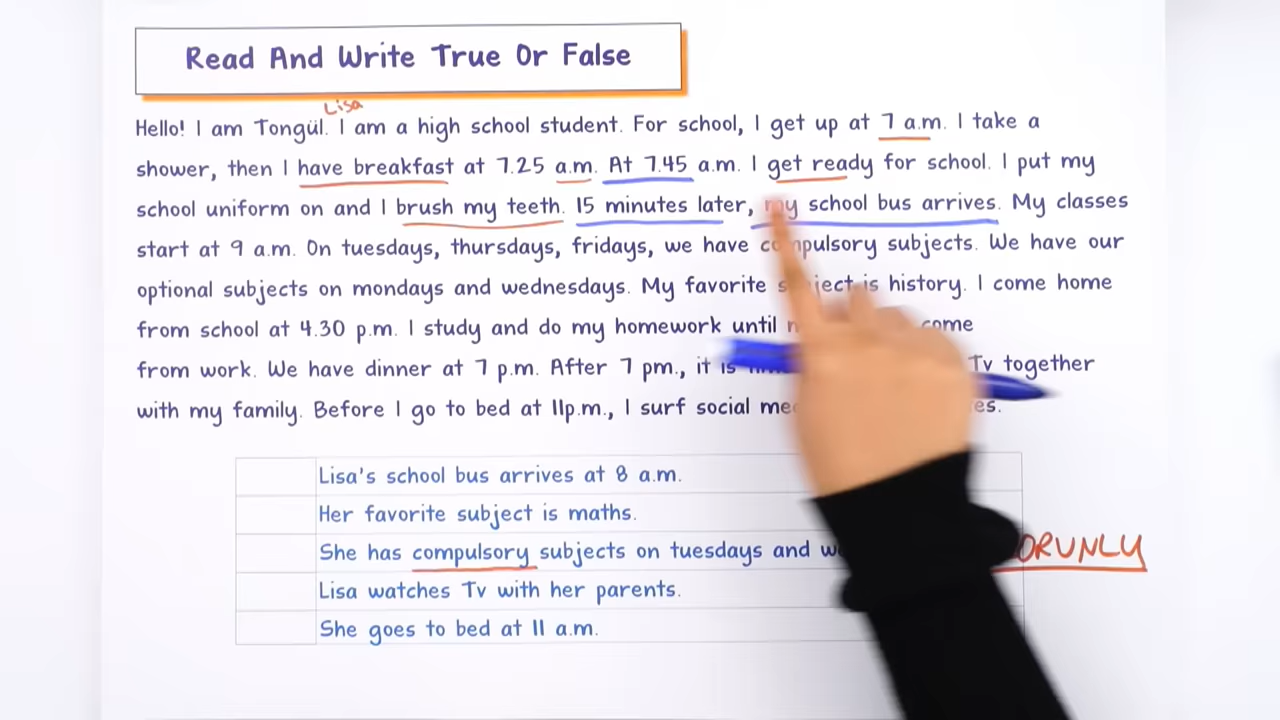 Read And Write True Or False
Lisa
Hello! I am Tongül. I am a high school student. For school, I get up at 7 a.m. I take a
shower, then I have breakfast at 7.25 a.m. At 7.45 a.m. I get ready for school. I put my
school uniform on and I brush my teeth. 15 minutes later, my school bus arrives. My classes
start at 9 a.m. On tuesdays, thursdays, fridays, we have compulsory subjects. We have our
optional subjects on mondays and wednesdays. My favorite subject is history. I come home
from school at 4.30 p.m. I study and do my homework until come
from work. We have dinner at 7 p.m. After 7 pm., it is Tv together
with my family. Before I go to bed at 11p.m., I surf social
Lisa's school bus arrives at 8 a.m.
Her favorite subject is maths.
She has compulsory subjects on tuesdays and
ORUNLY
Lisa watches Tv with her parents.
She goes to bed at 11 a.m.